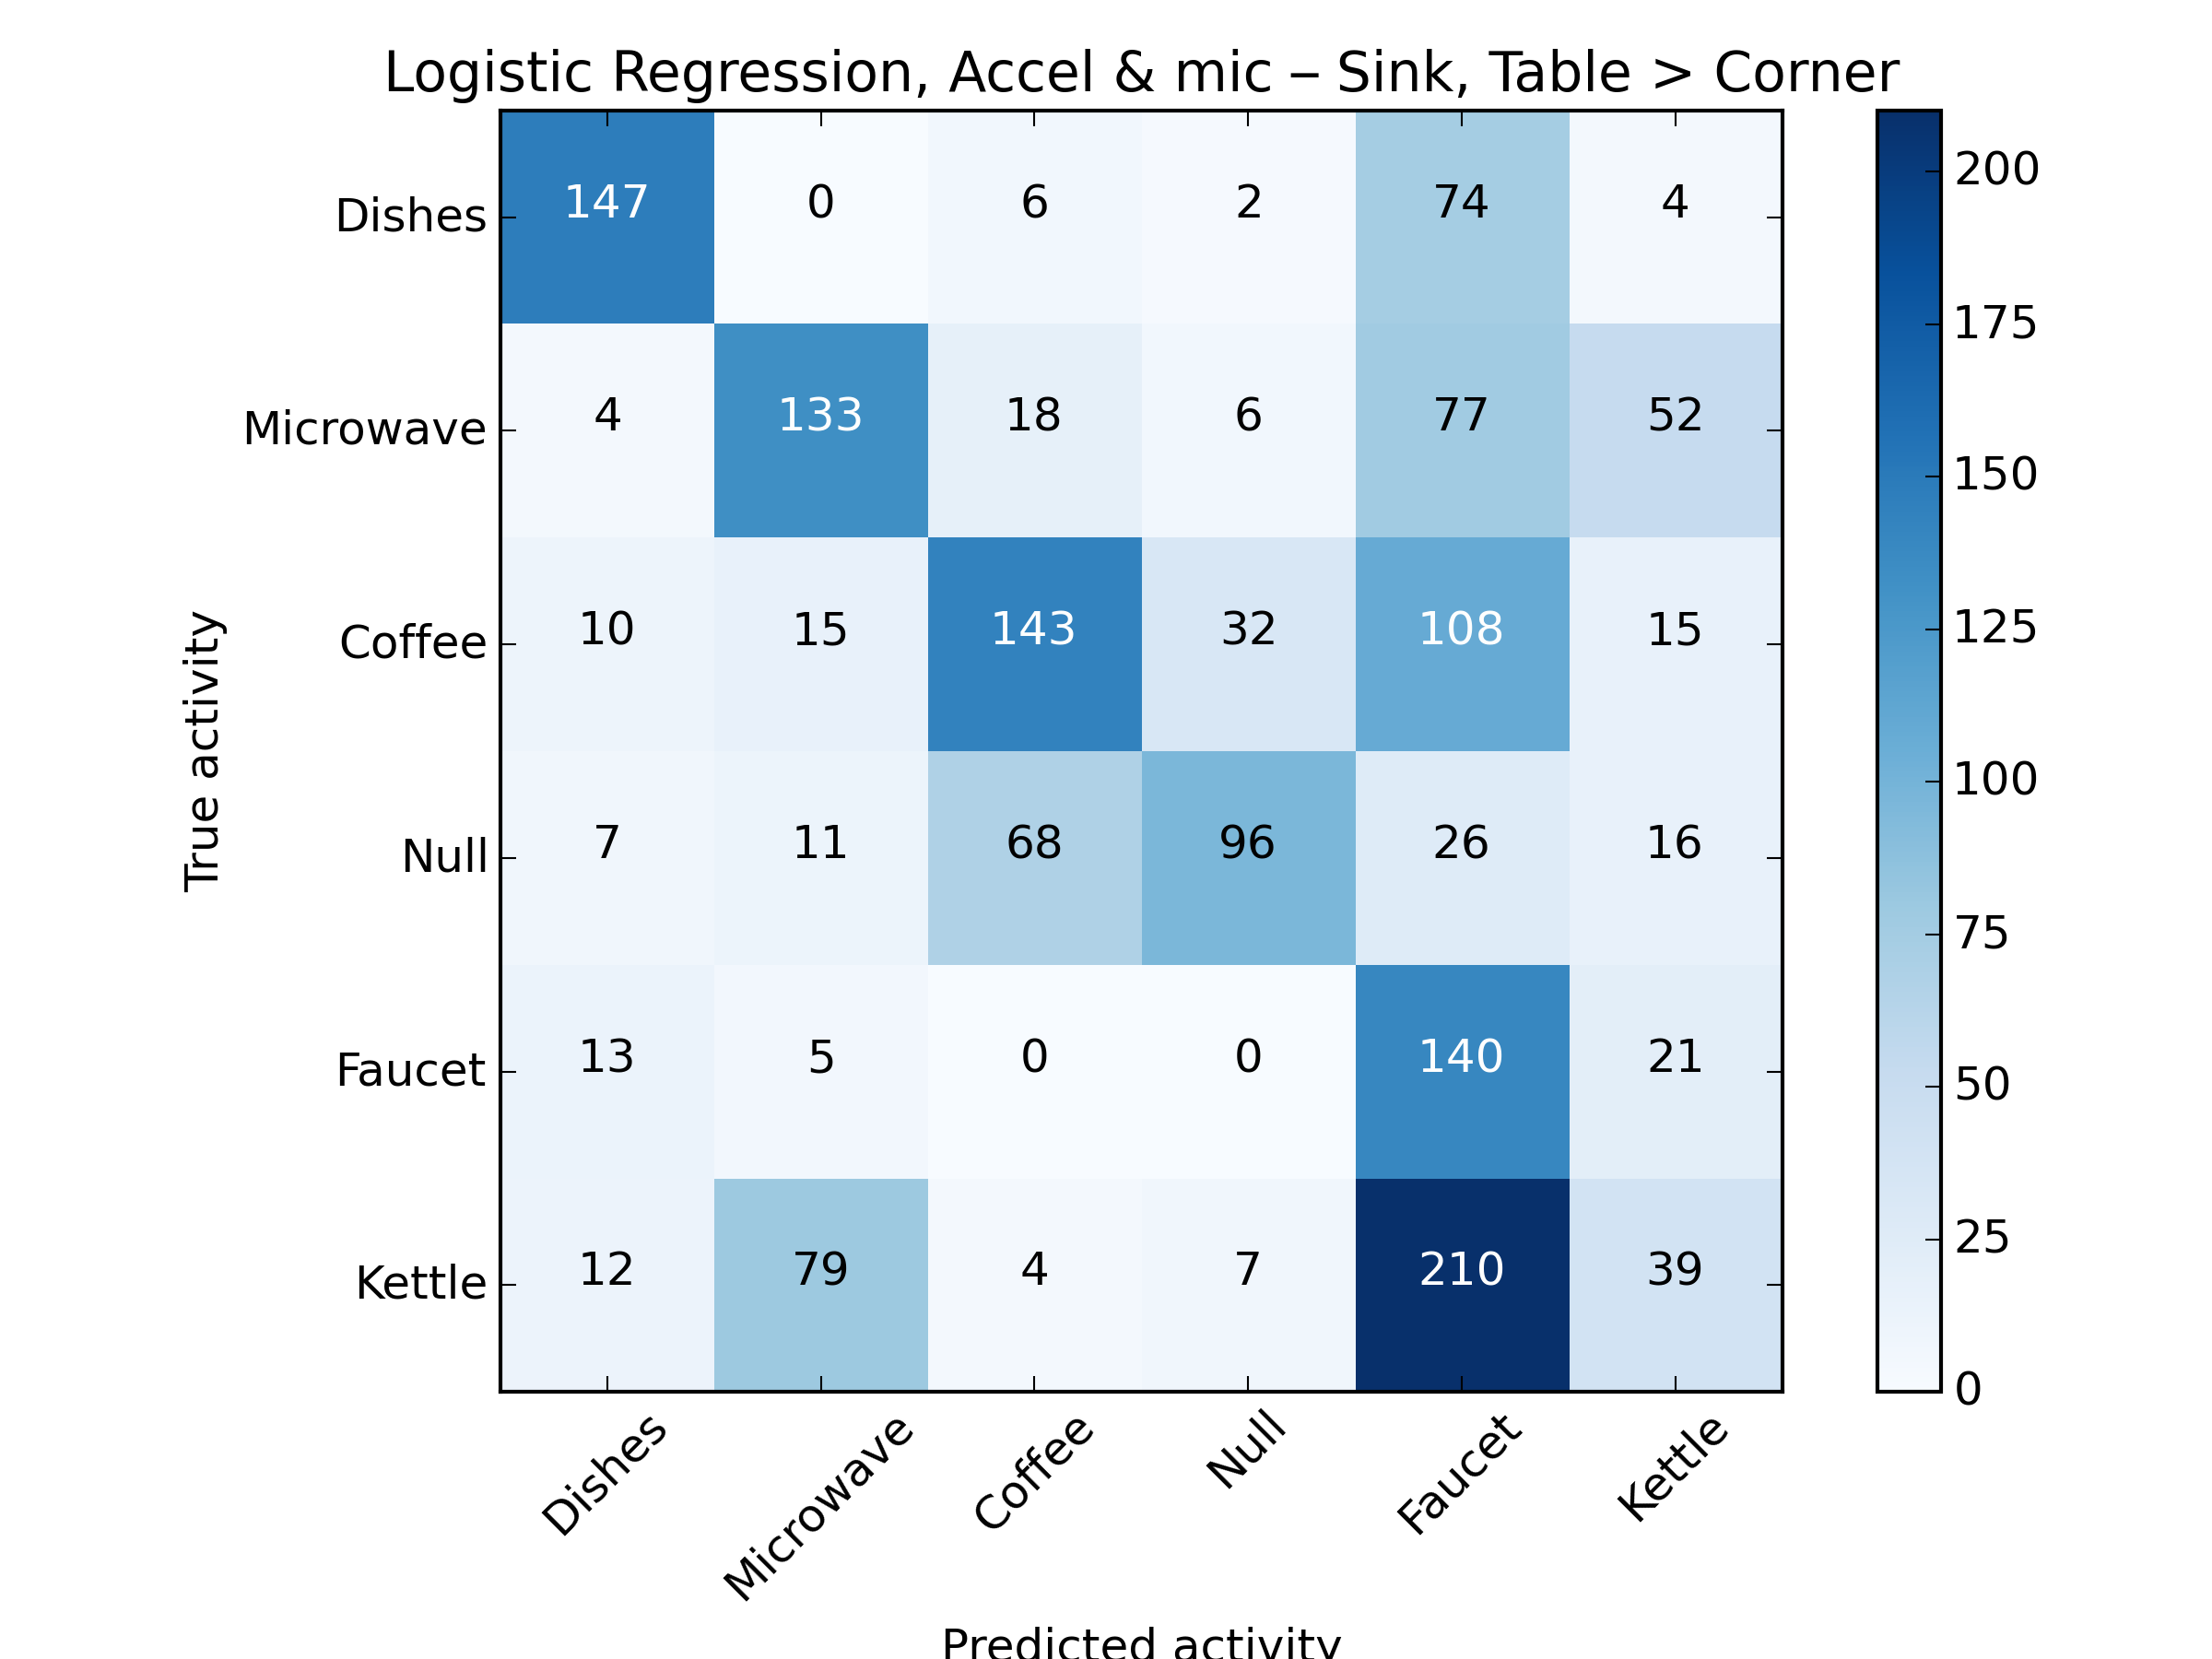 Logistic Regression, Accel & mic – Sink, Table > Corner
Dishes 147 0 6 2 74 4
Microwave 4 133 18 6 77 52
Coffee 10 15 143 32 108 15
Null 7 11 68 96 26 16
Faucet 13 5 0 0 140 21
Kettle 12 79 4 7 210 39
True activity
Dishes Microwave Coffee Null Faucet Kettle
Predicted activity
200
175
150
125
100
75
50
25
0